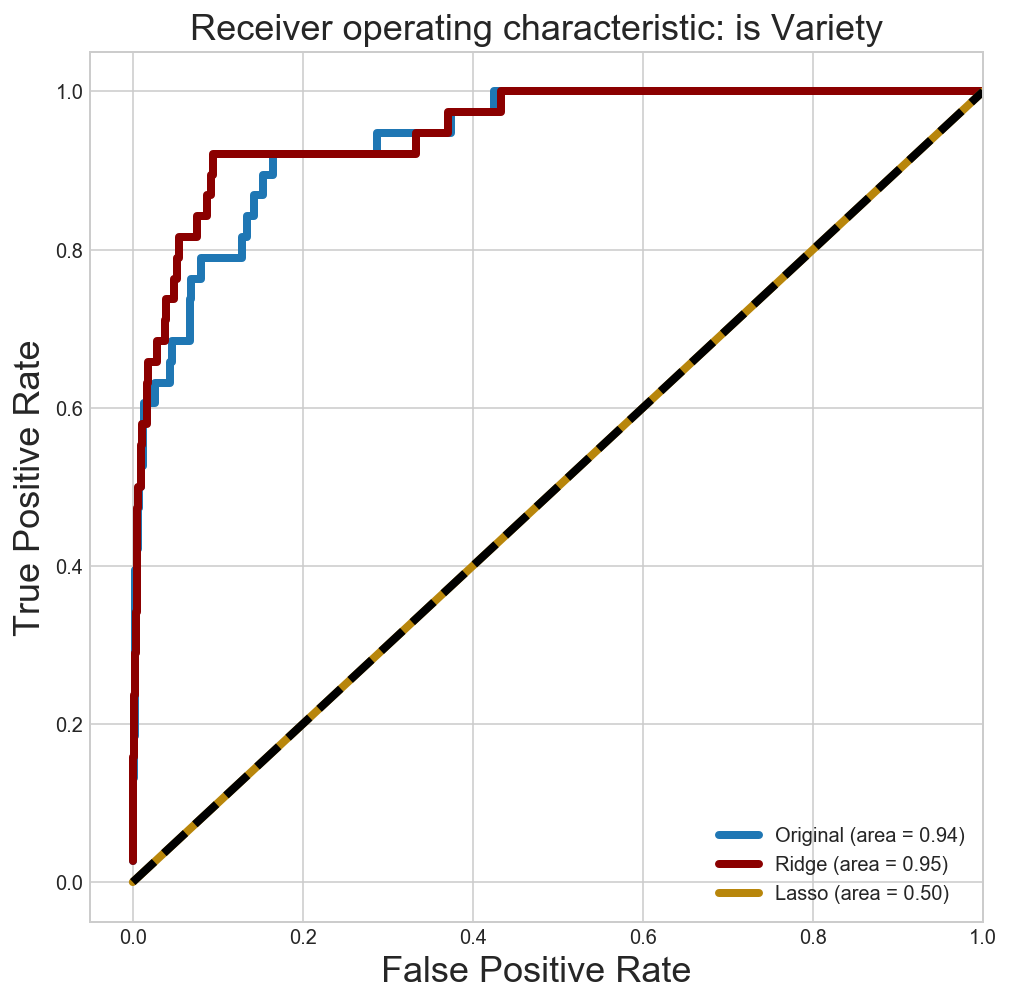 Receiver operating characteristic: is Variety
True Positive Rate
1.0
0.8
0.6
0.4
0.2
0.0
Original (area = 0.94)
Ridge (area = 0.95)
Lasso (area = 0.50)
0.0 0.2 0.4 0.6 0.8 1.0
False Positive Rate